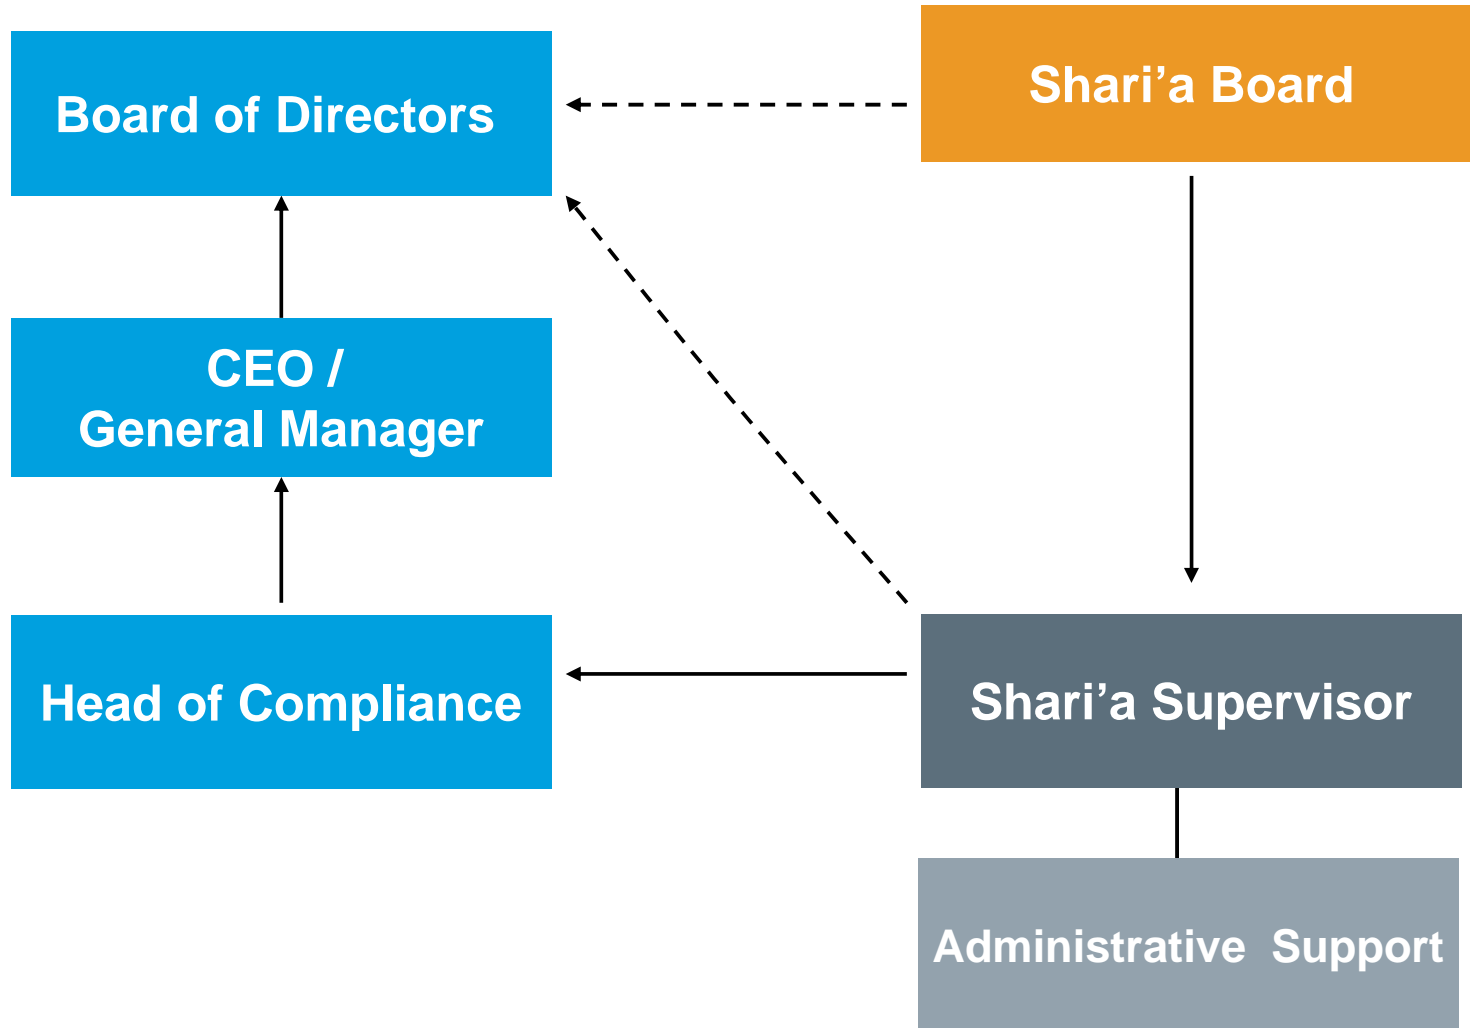 Board of Directors
Shari’a Board
CEO /
General Manager
Head of Compliance
Shari’a Supervisor
Administrative  Support